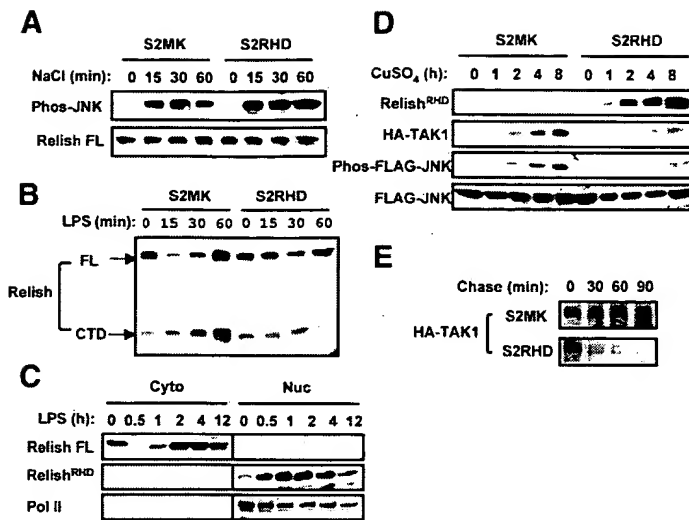 A
S2MK S2RHD
NaCl (min): 0 15 30 60 0 15 30 60
Phos-JNK
Relish FL
B
S2MK S2RHD
LPS (min): 0 15 30 60 0 15 30 60
FL
Relish
CTD
C
Cyto Nuc
LPS (h): 0 0.5 1 2 4 12 0 0.5 1 2 4 12
Relish FL
Relish^RHD
Pol II
D
S2MK S2RHD
CuSO₄ (h): 0 1 2 4 8 0 1 2 4 8
Relish^RHD
HA-TAK1
Phos-FLAG-JNK
FLAG-JNK
E
Chase (min): 0 30 60 90
S2MK
HA-TAK1
S2RHD